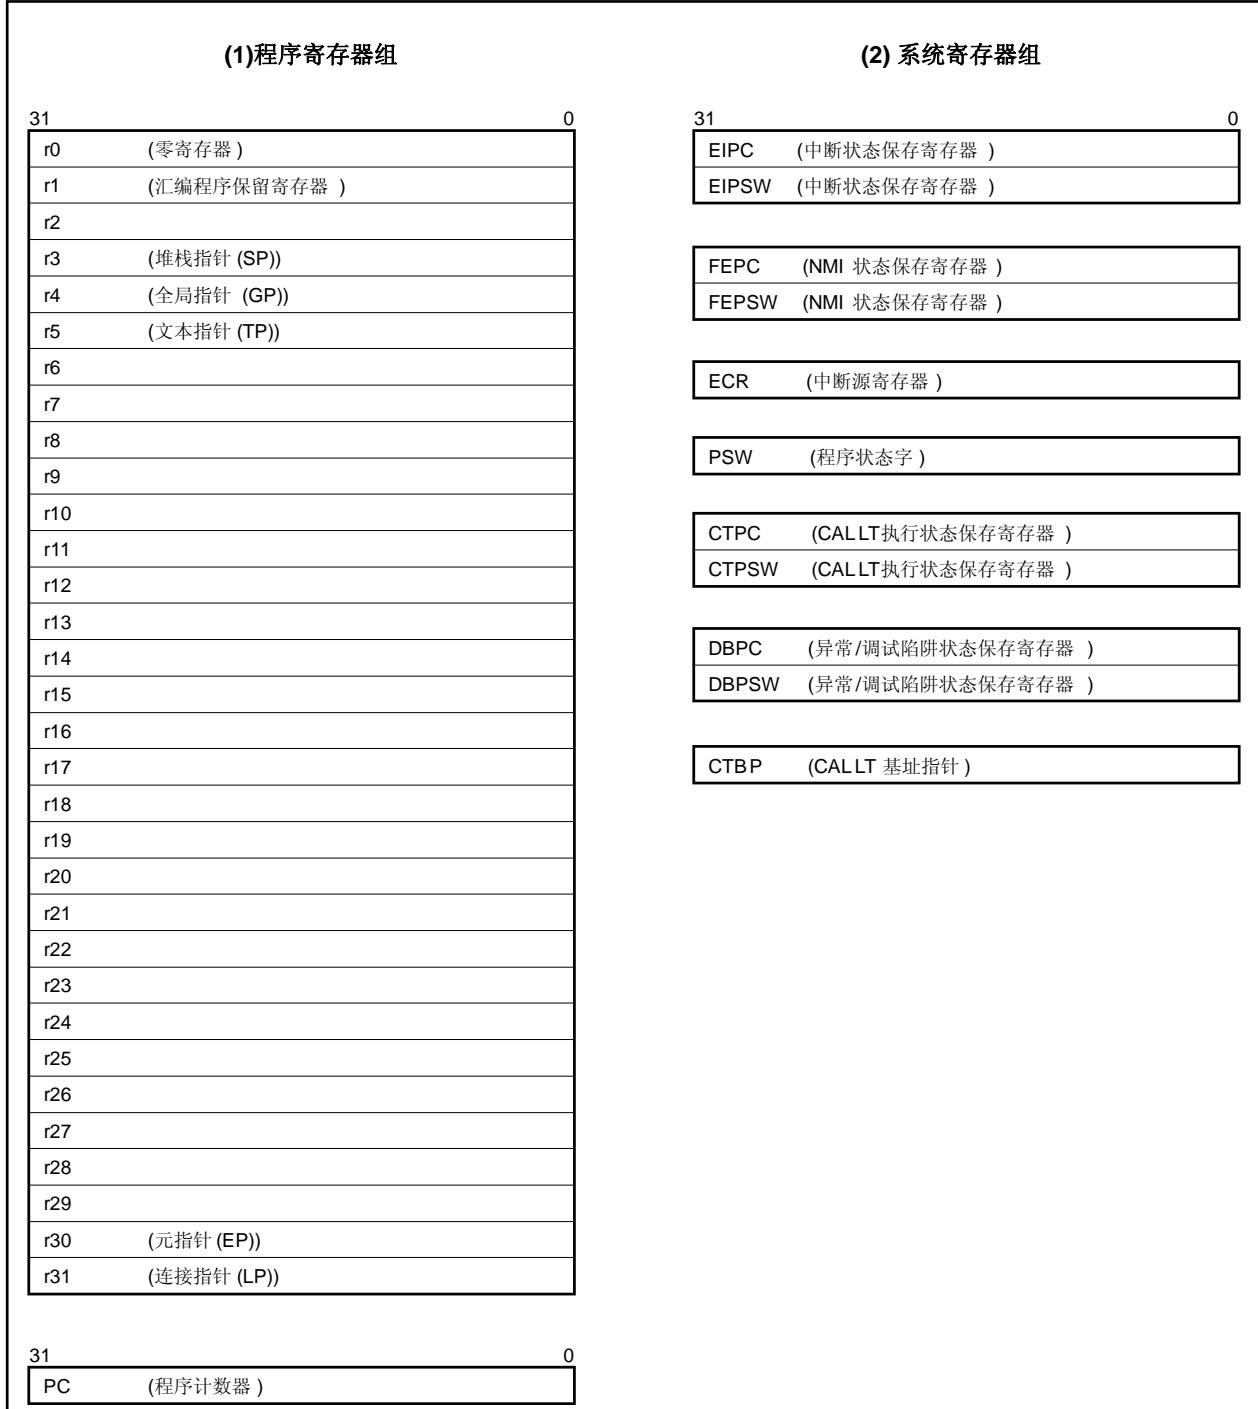 (1)程序寄存器组
31 0
r0 (零寄存器)
r1 (汇编程序保留寄存器)
r2
r3 (堆栈指针 (SP))
r4 (全局指针 (GP))
r5 (文本指针 (TP))
r6
r7
r8
r9
r10
r11
r12
r13
r14
r15
r16
r17
r18
r19
r20
r21
r22
r23
r24
r25
r26
r27
r28
r29
r30 (元指针 (EP))
r31 (连接指针 (LP))
31 0
PC (程序计数器)
(2) 系统寄存器组
31 0
EIPC (中断状态保存寄存器)
EIPSW (中断状态保存寄存器)
FEPC (NMI 状态保存寄存器)
FEPSW (NMI 状态保存寄存器)
ECR (中断源寄存器)
PSW (程序状态字)
CTPC (CALLT执行状态保存寄存器)
CTPSW (CALLT执行状态保存寄存器)
DBPC (异常/调试陷阱状态保存寄存器)
DBPSW (异常/调试陷阱状态保存寄存器)
CTBP (CALLT 基址指针)